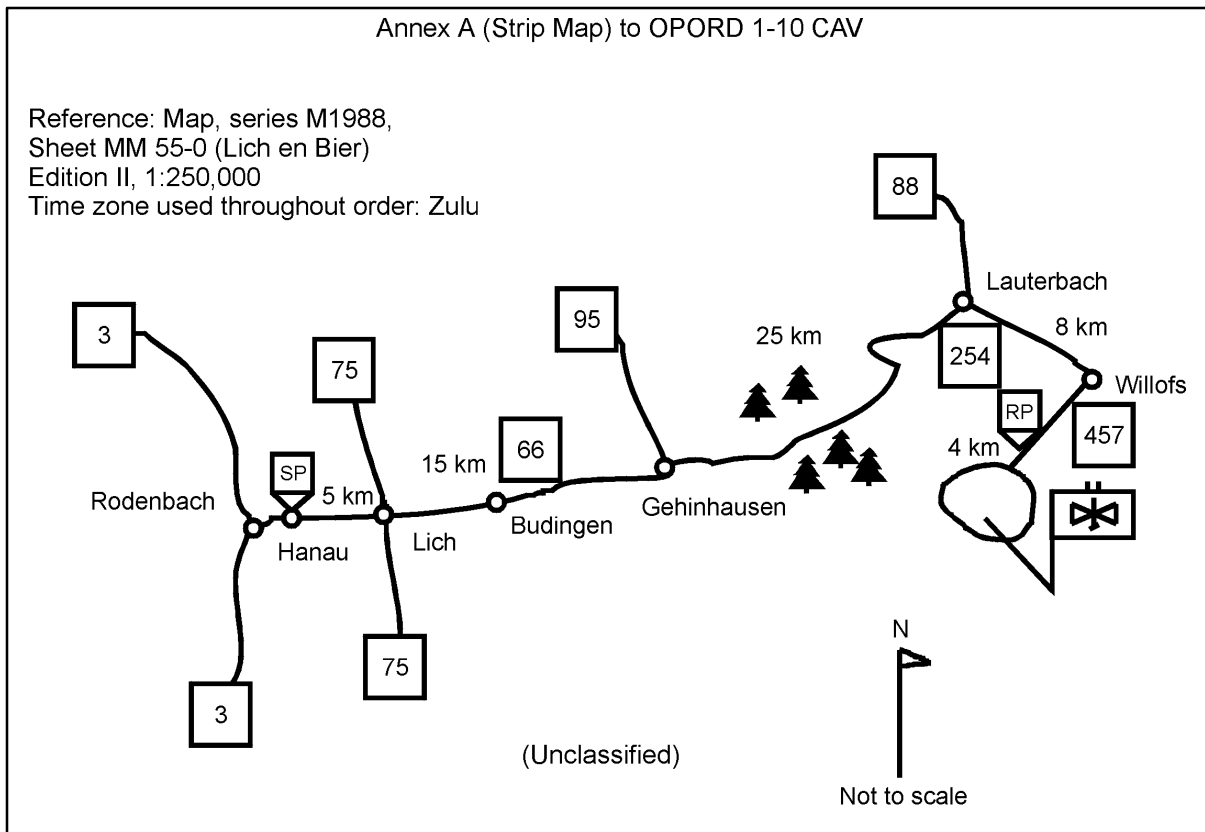 Annex A (Strip Map) to OPORD 1-10 CAV
Reference: Map, series M1988,
Sheet MM 55-0 (Lich en Bier)
Edition II, 1:250,000
Time zone used throughout order: Zulu
88
Lauterbach
3
95
25 km
8 km
75
254
Willofs
RP
457
66
15 km
4 km
SP
Rodenbach
5 km
Gehinhausen
Budingen
Hanau
Lich
N
75
3
(Unclassified)
Not to scale